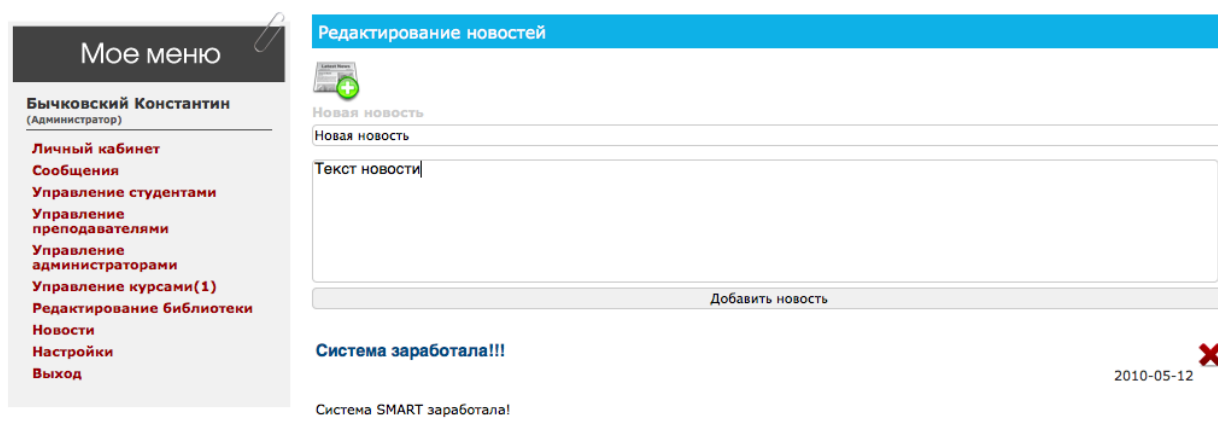 Мое меню
Бычковский Константин
(Администратор)
Личный кабинет
Сообщения
Управление студентами
Управление
преподавателями
Управление
администраторами
Управление курсами(1)
Редактирование библиотеки
Новости
Настройки
Выход
Редактирование новостей
Latest News
Новая новость
Новая новость
Текст новости
Добавить новость
Система заработала!!!
2010-05-12
Система SMART заработала!